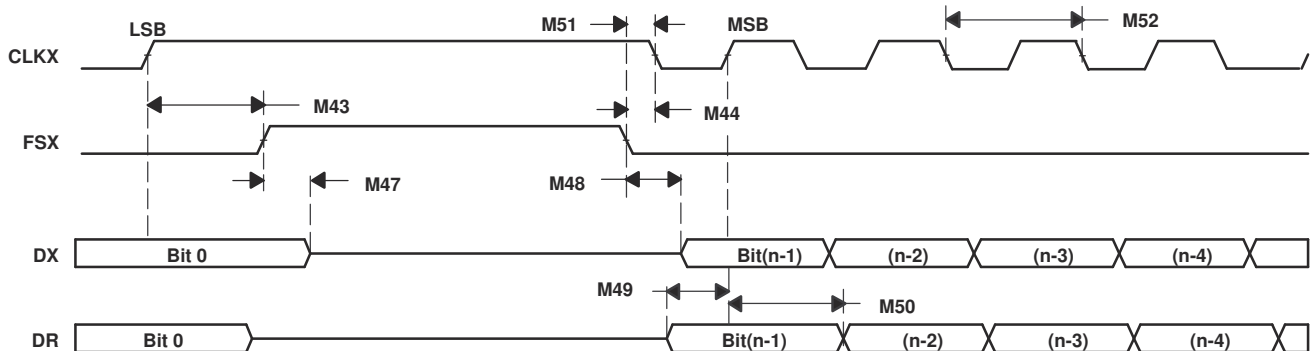 LSB
M51
MSB
M52
CLKX
M43
M44
FSX
M47
M48
DX
Bit 0
Bit(n-1)
(n-2)
(n-3)
(n-4)
M49
M50
DR
Bit 0
Bit(n-1)
(n-2)
(n-3)
(n-4)